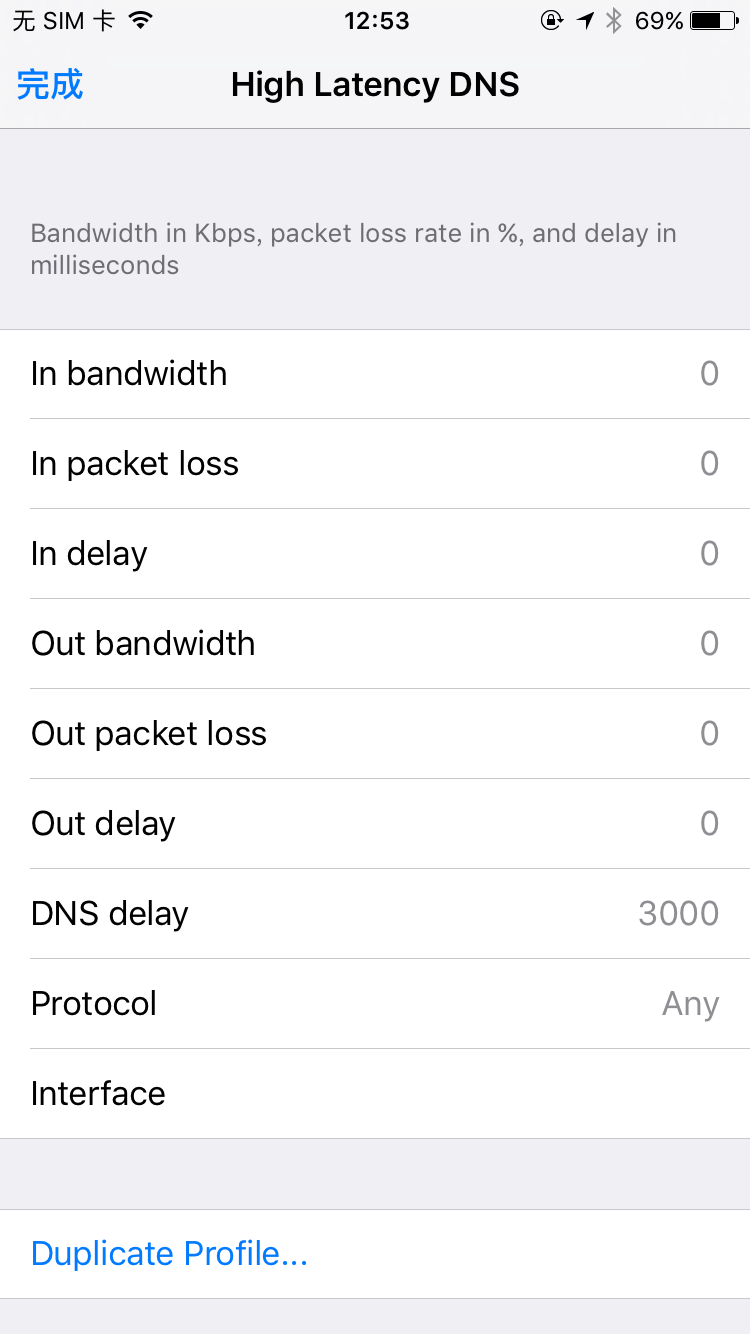 无 SIM 卡 12:53 69%
完成 High Latency DNS
Bandwidth in Kbps, packet loss rate in %, and delay in
milliseconds
In bandwidth 0
In packet loss 0
In delay 0
Out bandwidth 0
Out packet loss 0
Out delay 0
DNS delay 3000
Protocol Any
Interface
Duplicate Profile...